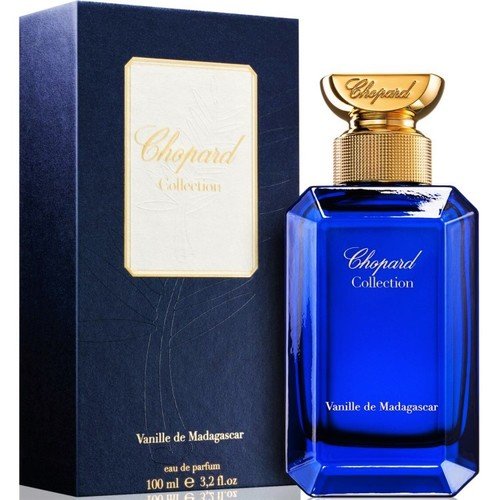 Chopard
Collection
Vanille de Madagascar
eau de parfum
100 ml e 3,2 fl.oz
Chopard
Chopard
Collection
Vanille de Madagascar